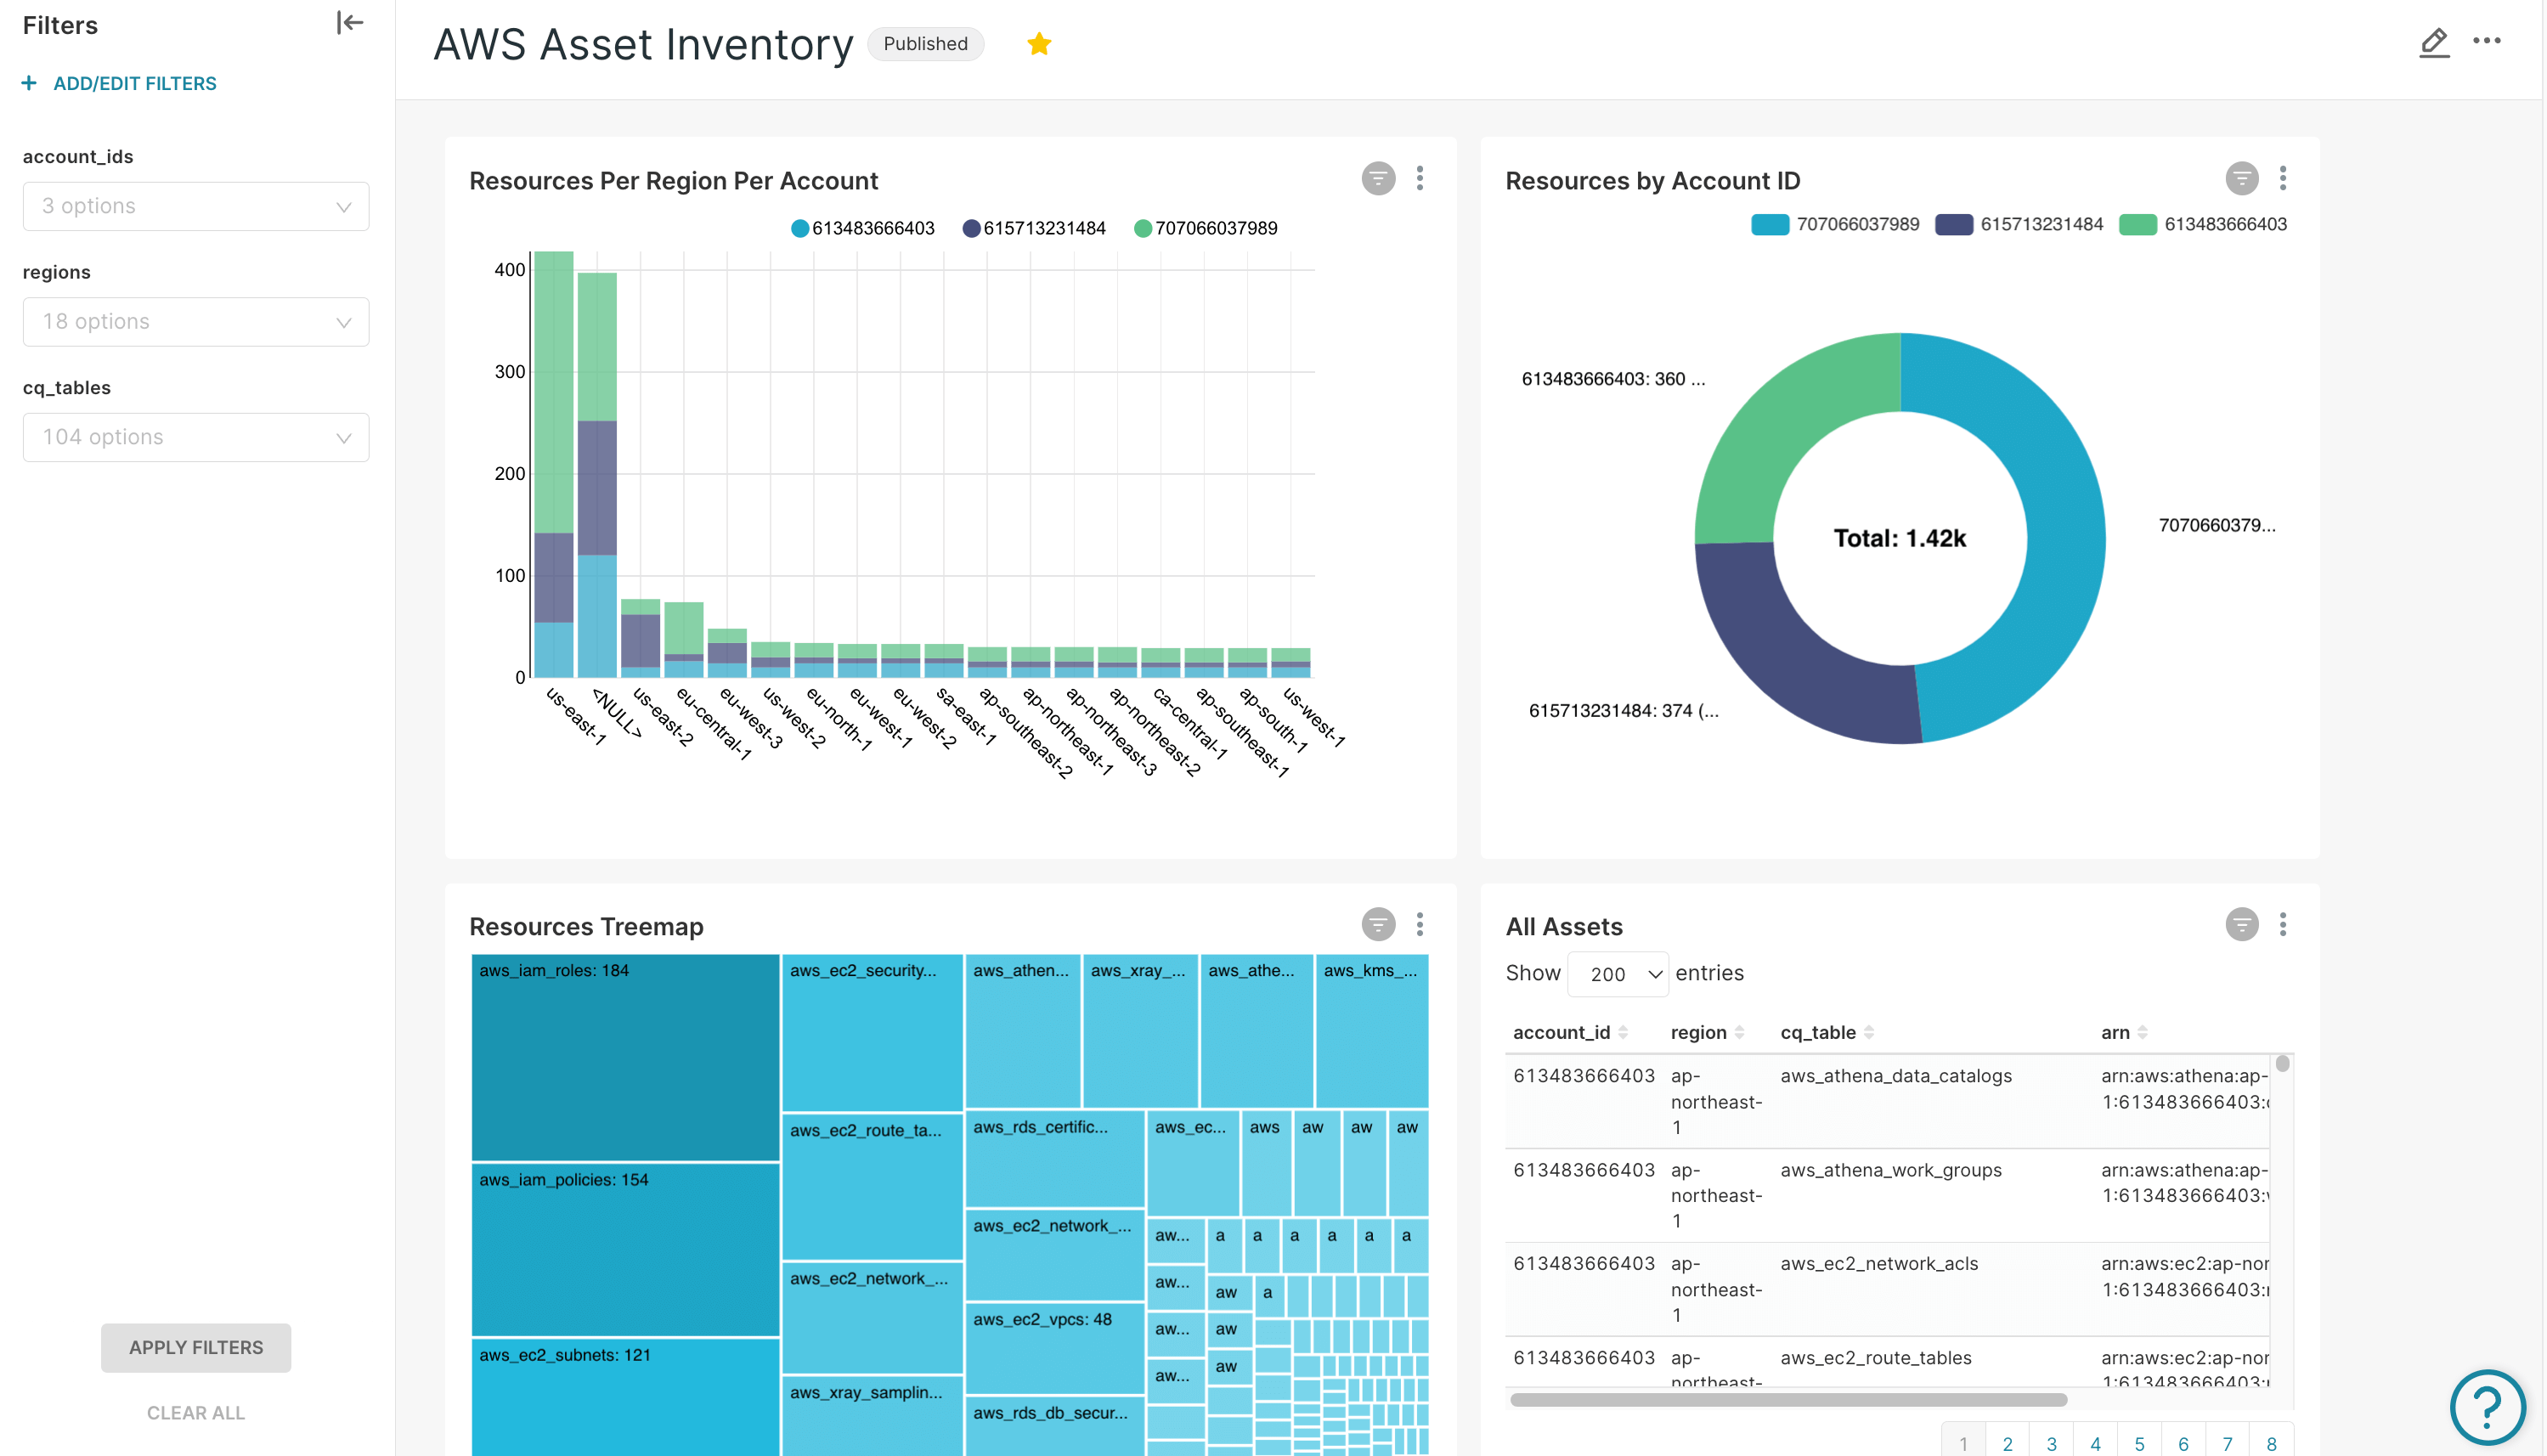 Filters
ADD/EDIT FILTERS
account_ids
3 options
regions
18 options
cq_tables
104 options
APPLY FILTERS
CLEAR ALL
AWS Asset Inventory
Published
Resources Per Region Per Account
613483666403 615713231484 707066037989
400
300
200
100
0
us-east-1
<NULL>
us-east-2
eu-central-1
eu-west-3
us-west-2
eu-north-1
eu-west-1
eu-west-2
sa-east-1
ap-southeast-2
ap-northeast-1
ap-northeast-3
ap-northeast-2
ca-central-1
ap-southeast-1
ap-south-1
us-west-1
Resources by Account ID
707066037989 615713231484 613483666403
613483666403: 360 ...
7070660379...
Total: 1.42k
615713231484: 374 (...
Resources Treemap
aws_iam_roles: 184
aws_iam_policies: 154
aws_ec2_subnets: 121
aws_ec2_security...
aws_ec2_route_ta...
aws_ec2_network_...
aws_xray_samplin...
aws_athen... aws_xray_... aws_athe... aws_kms_...
aws_rds_certific...
aws_ec2_network_...
aws_ec2_vpcs: 48
aws_rds_db_secur...
aws_ec... aws aw aw aw
aw... a a a a a a
aw... aw a
aw... aw
aw... aw
All Assets
Show 200 entries
account_id region cq_table arn
613483666403 ap-northeast-1 aws_athena_data_catalogs arn:aws:athena:ap-
1:613483666403:
613483666403 ap-northeast-1 aws_athena_work_groups arn:aws:athena:ap-
1:613483666403:
613483666403 ap-northeast-1 aws_ec2_network_acls arn:aws:ec2:ap-nor
1:613483666403:
613483666403 ap-northeast- aws_ec2_route_tables arn:aws:ec2:ap-nor
1:613483666403:
1 2 3 4 5 6 7 8
?